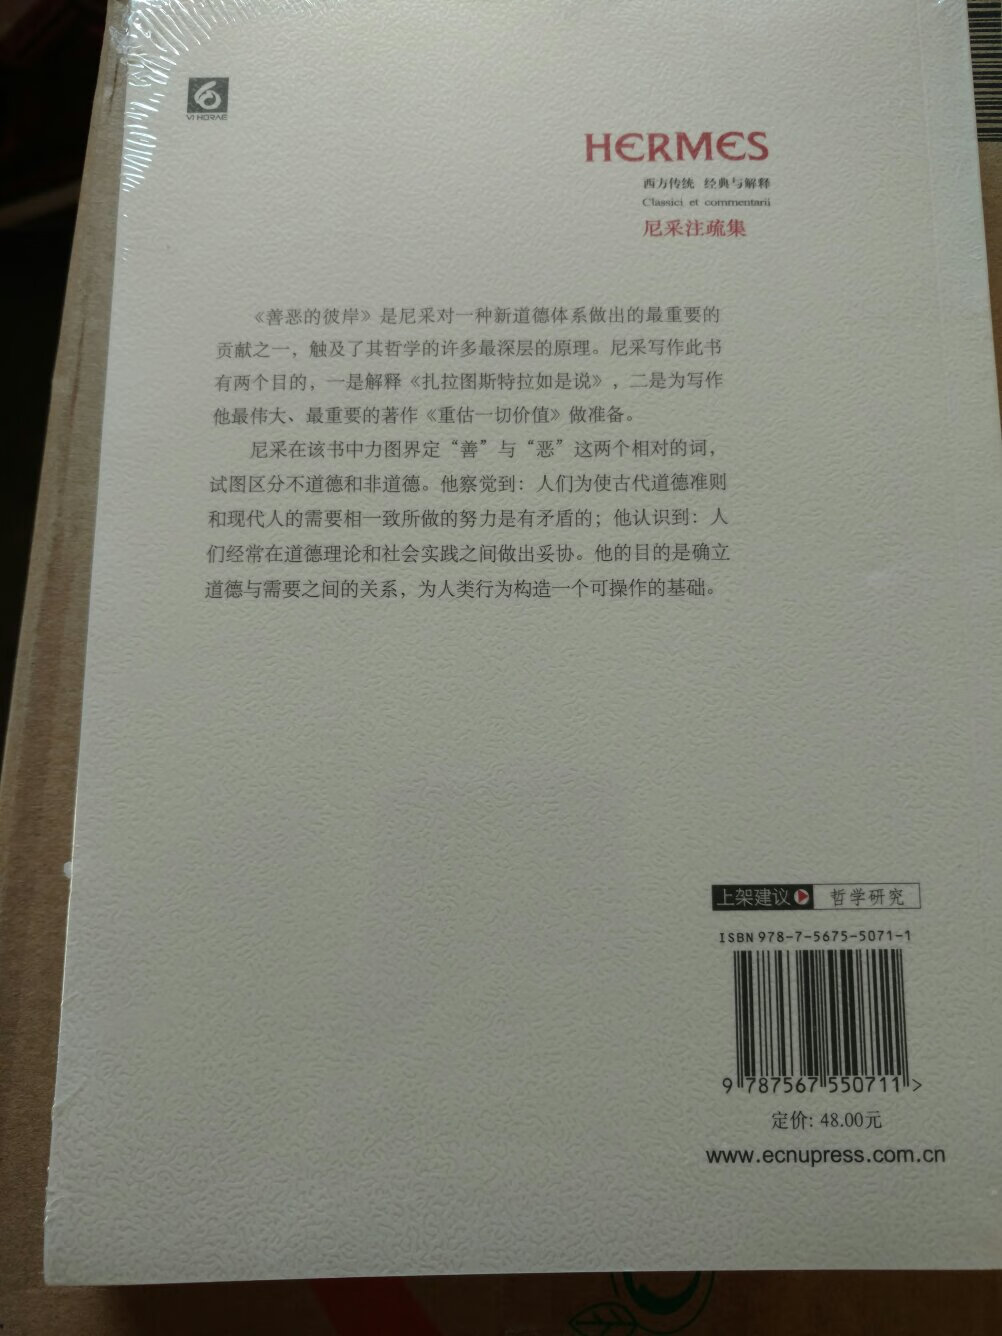 VI HORAE
HERMES
西方传统 经典与解释
Classici et commentarii
尼采注疏集
《善恶的彼岸》是尼采对一种新道德体系做出的最重要的
贡献之一，触及了其哲学的许多最深层的原理。尼采写作此书
有两个目的，一是解释《扎拉图斯特拉如是说》，二是为写作
他最伟大、最重要的著作《重估一切价值》做准备。
尼采在该书中力图界定“善”与“恶”这两个相对的词，
试图区分不道德和非道德。他察觉到：人们为使古代道德准则
和现代人的需要相一致所做的努力是有矛盾的；他认识到：人
们经常在道德理论和社会实践之间做出妥协。他的目的是确立
道德与需要之间的关系，为人类行为构造一个可操作的基础。
上架建议 哲学研究
ISBN 978-7-5675-5071-1
9 787567 550711 >
定价: 48.00元
www.ecnupress.com.cn